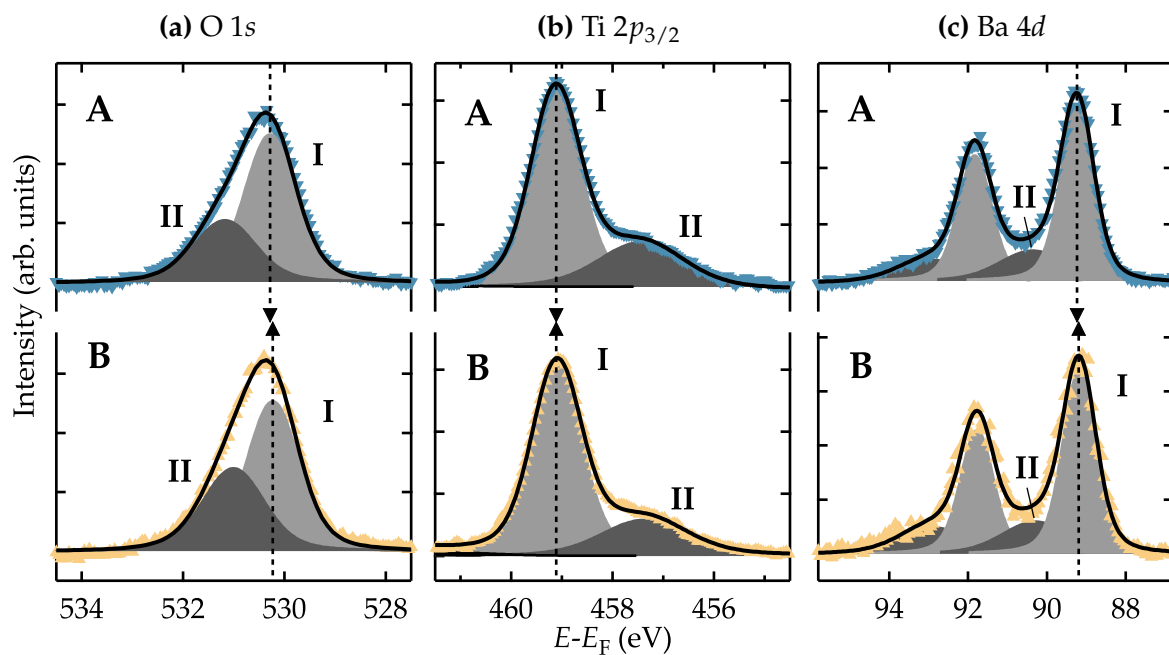 (a) O 1s
(b) Ti 2p3/2
(c) Ba 4d
Intensity (arb. units)
A
I
II
A
I
II
A
I
II
B
I
II
B
I
II
B
I
II
534 532 530 528
460 458 456
94 92 90 88
E-EF (eV)